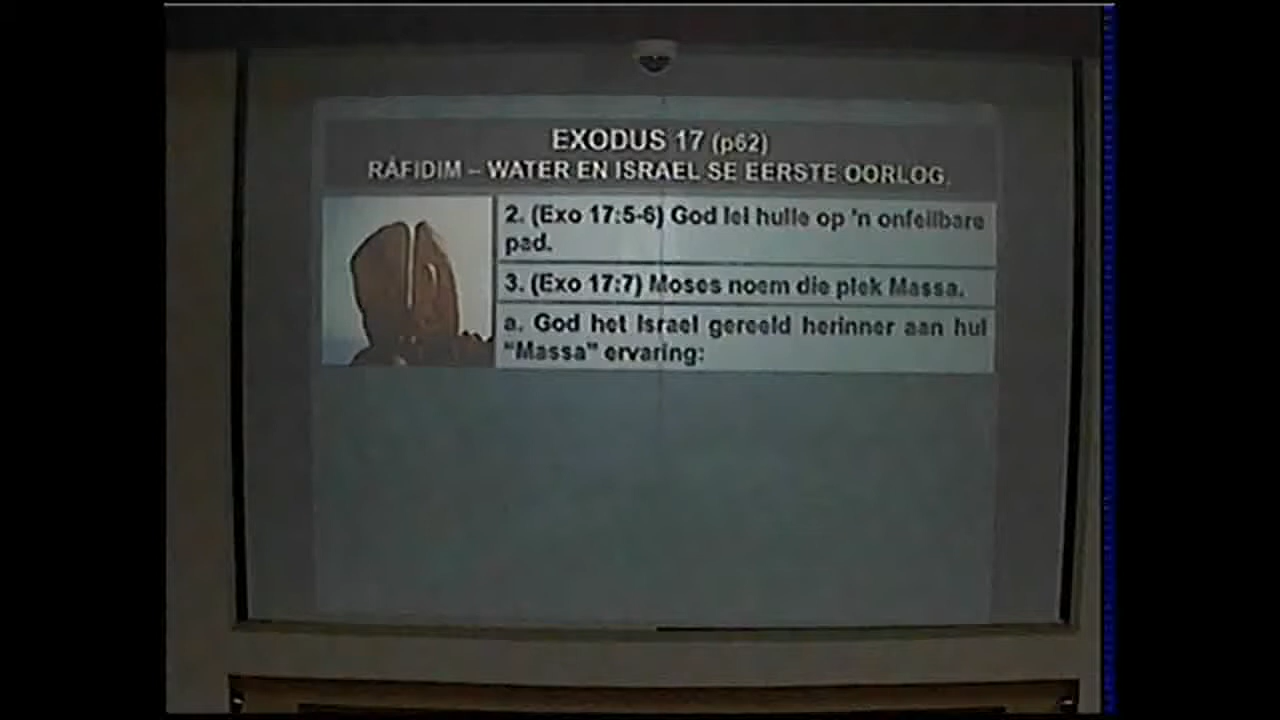 EXODUS 17 (p62)
RÁFIDIM – WATER EN ISRAEL SE EERSTE OORLOG.
2. (Exo 17:5-6) God lei hulle op 'n onfeilbare
pad.
3. (Exo 17:7) Moses noem die plek Massa.
a. God het Israel gereeld herinner aan hul
"Massa" ervaring: